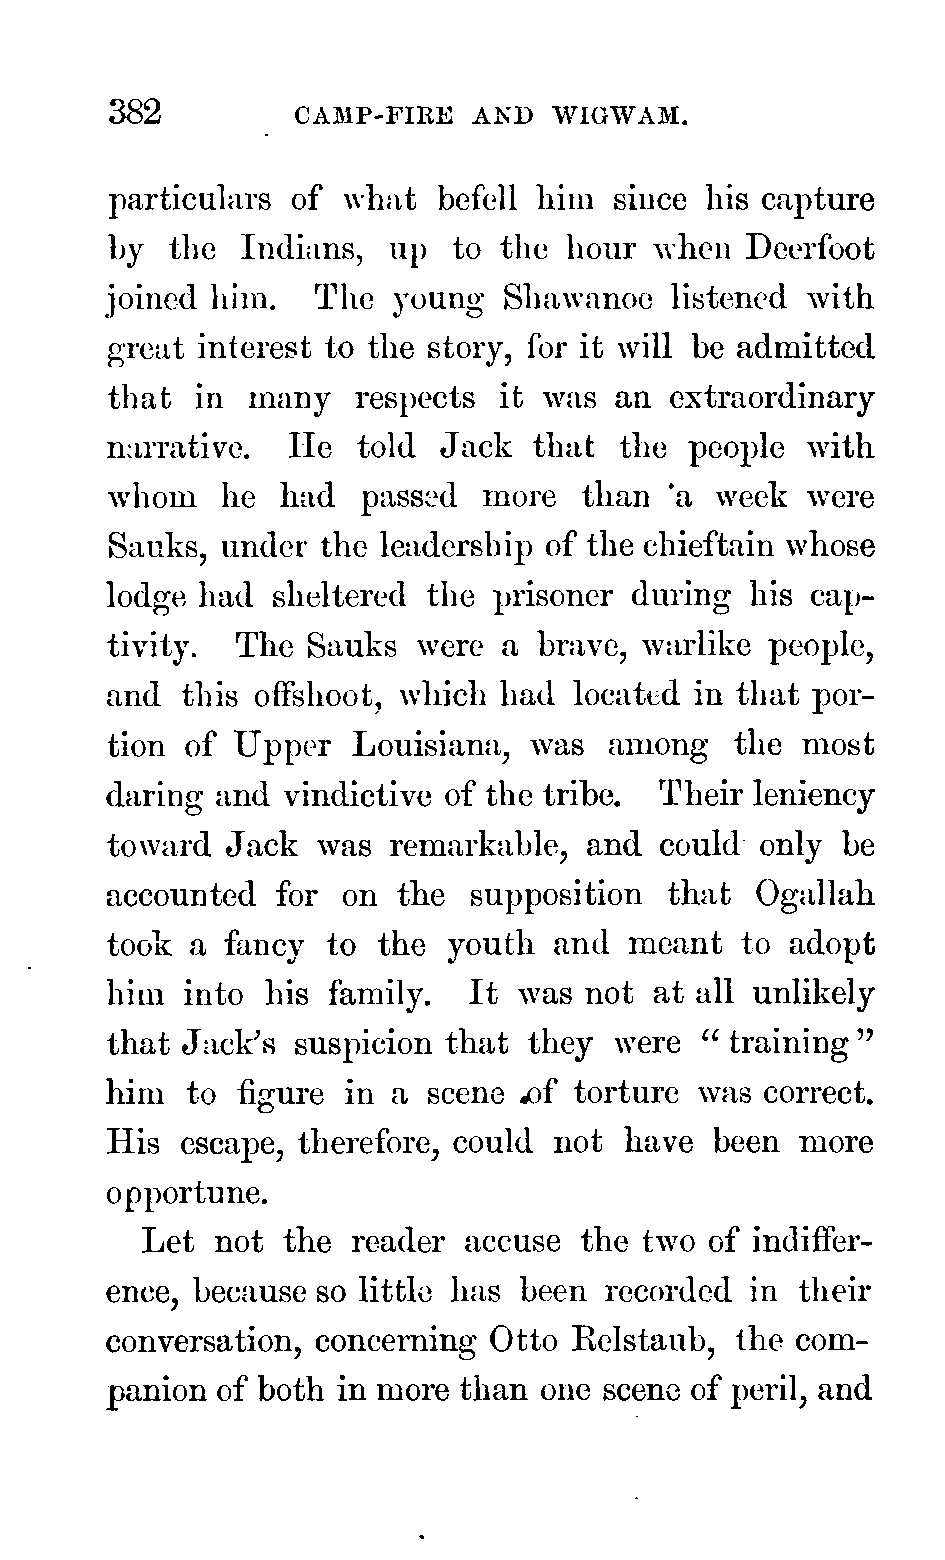 382 CAMP-FIRE AND WIGWAM.
particulars of what befell him since his capture
by the Indians, up to the hour when Deerfoot
joined him. The young Shawanoe listened with
great interest to the story, for it will be admitted
that in many respects it was an extraordinary
narrative. He told Jack that the people with
whom he had passed more than a week were
Sauks, under the leadership of the chieftain whose
lodge had sheltered the prisoner during his cap-
tivity. The Sauks were a brave, warlike people,
and this offshoot, which had located in that por-
tion of Upper Louisiana, was among the most
daring and vindictive of the tribe. Their leniency
toward Jack was remarkable, and could only be
accounted for on the supposition that Ogallah
took a fancy to the youth and meant to adopt
him into his family. It was not at all unlikely
that Jack's suspicion that they were "training"
him to figure in a scene of torture was correct.
His escape, therefore, could not have been more
opportune.
Let not the reader accuse the two of indiffer-
ence, because so little has been recorded in their
conversation, concerning Otto Relstaub, the com-
panion of both in more than one scene of peril, and